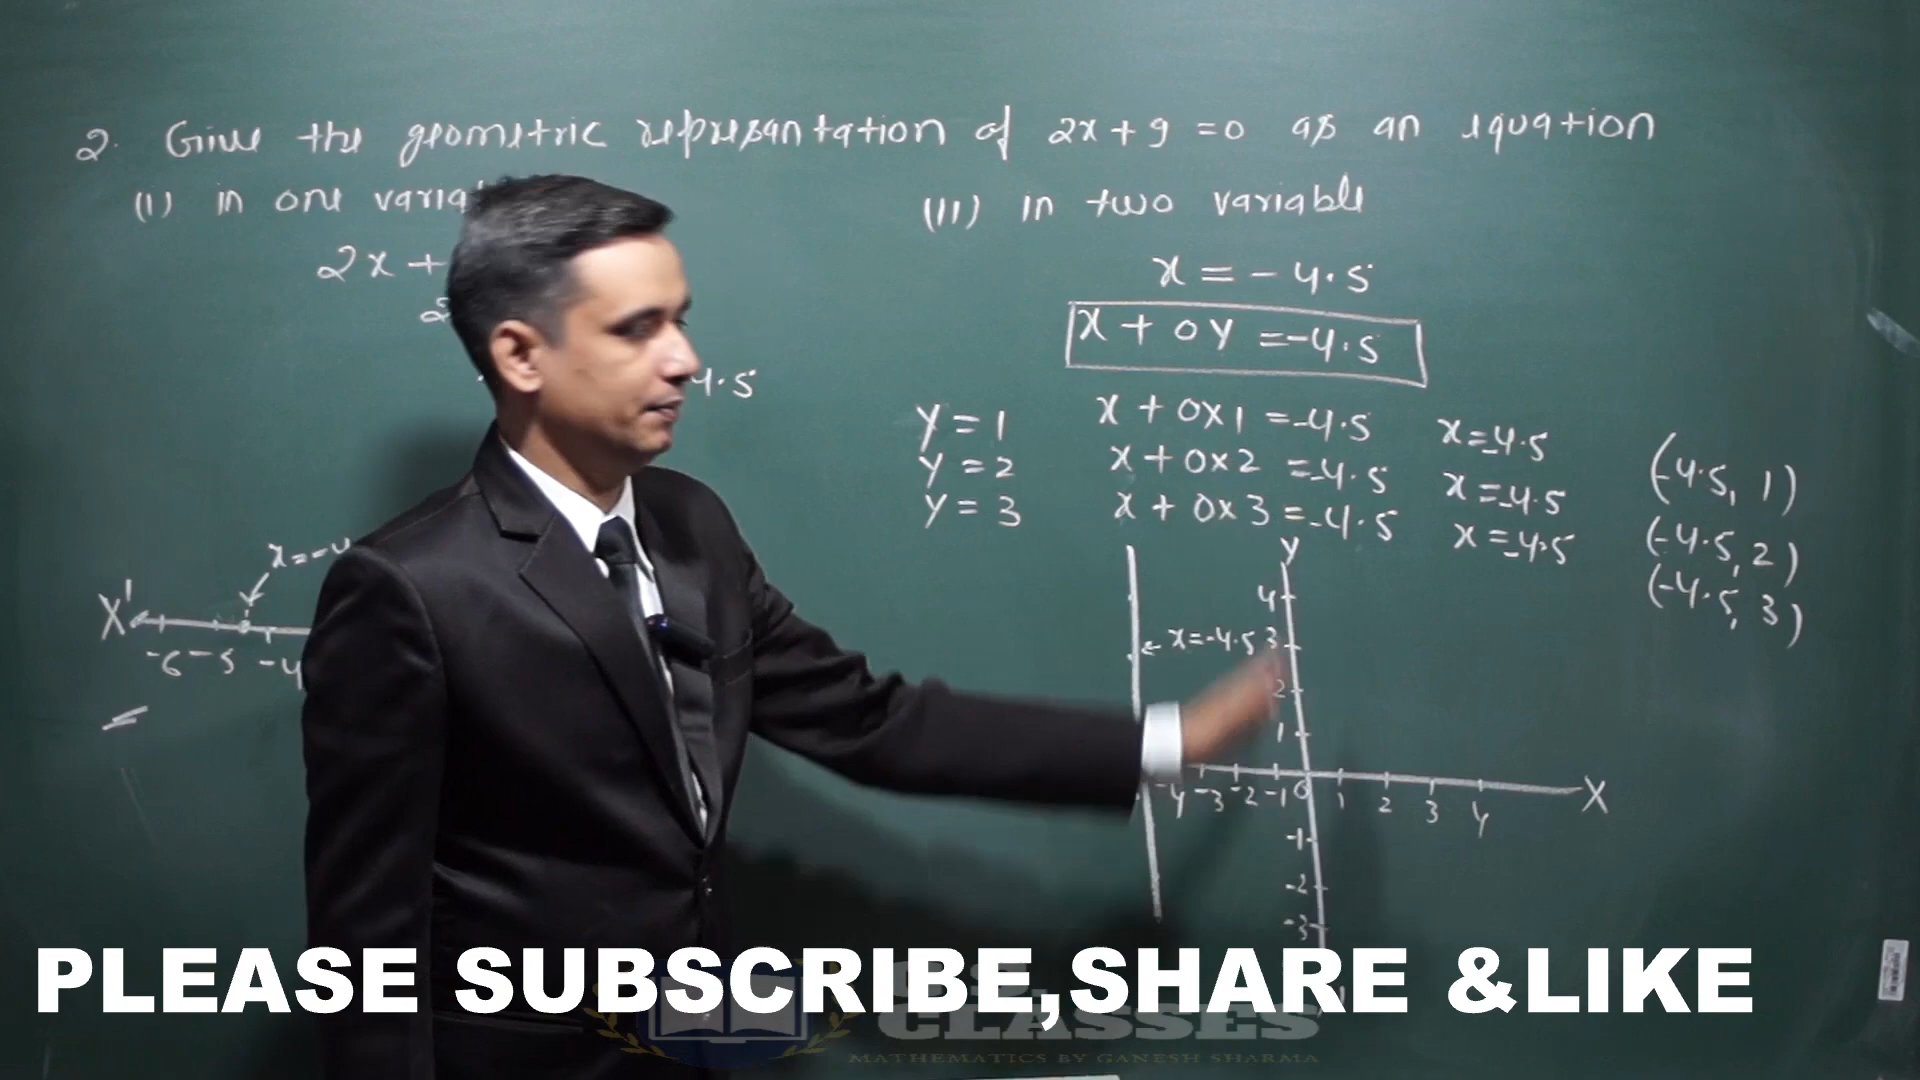 2. Give the geometric represantation of 2x + 9 = 0 as an equation
(I) in one
(II) in two variable
2x +
2
x = - 4.5
x + 0y = -4.5
4.5
y = 1 x + 0x1 = -4.5 x = -4.5 (-4.5, 1)
y = 2 x + 0x2 = -4.5 x = -4.5 (-4.5, 2)
y = 3 x + 0x3 = -4.5 x = -4.5 (-4.5, 3)
x = -4
X'
-6 -5 -4
Y
4
← x = -4.5 3
2
1
-4 -3 -2 -1 0 1 2 3 4 X
-1
-2
-3
PLEASE SUBSCRIBE,SHARE &LIKE
CLASSES
MATHEMATICS BY GANESH SHARMA